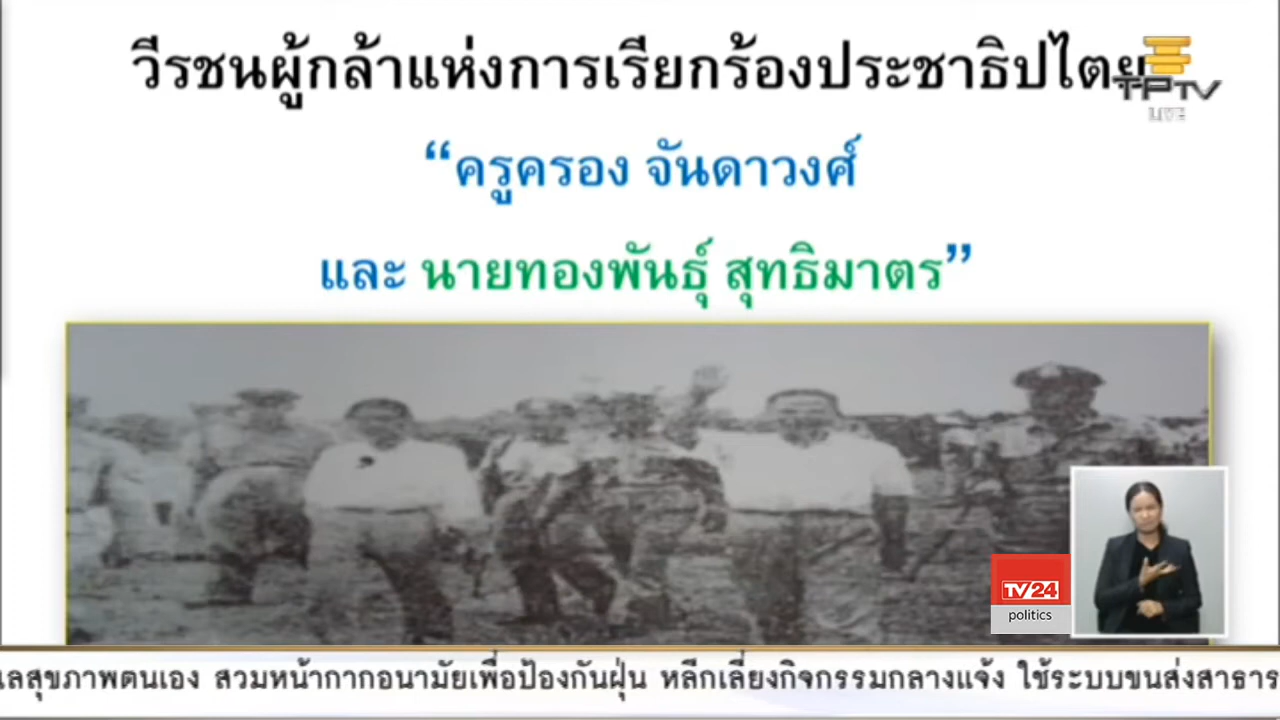 วีรชนผู้กล้าแห่งการเรียกร้องประชาธิปไตย
TPTV
LIVE
“ครูครอง จันดาวงศ์
และ นายทองพันธุ์ สุทธิมาตร”
TV24
politics
เลสุขภาพตนเอง สวมหน้ากากอนามัยเพื่อป้องกันฝุ่น หลีกเลี่ยงกิจกรรมกลางแจ้ง ใช้ระบบขนส่งสาธาร